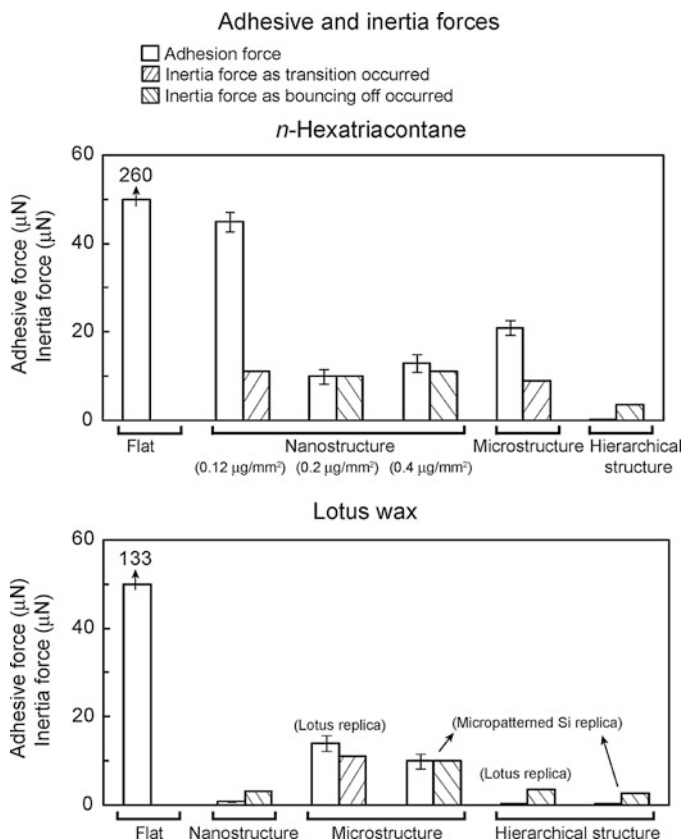 Adhesive and inertia forces
Adhesion force
Inertia force as transition occurred
Inertia force as bouncing off occurred
n-Hexatriacontane
Adhesive force (μN)
Inertia force (μN)
60
40
20
0
260
Flat
Nanostructure
(0.12 μg/mm²) (0.2 μg/mm²) (0.4 μg/mm²)
Microstructure
Hierarchical
structure
Lotus wax
Adhesive force (μN)
Inertia force (μN)
60
40
20
0
133
(Lotus replica)
(Micropatterned Si replica)
(Lotus replica)
Flat
Nanostructure
Microstructure
Hierarchical structure